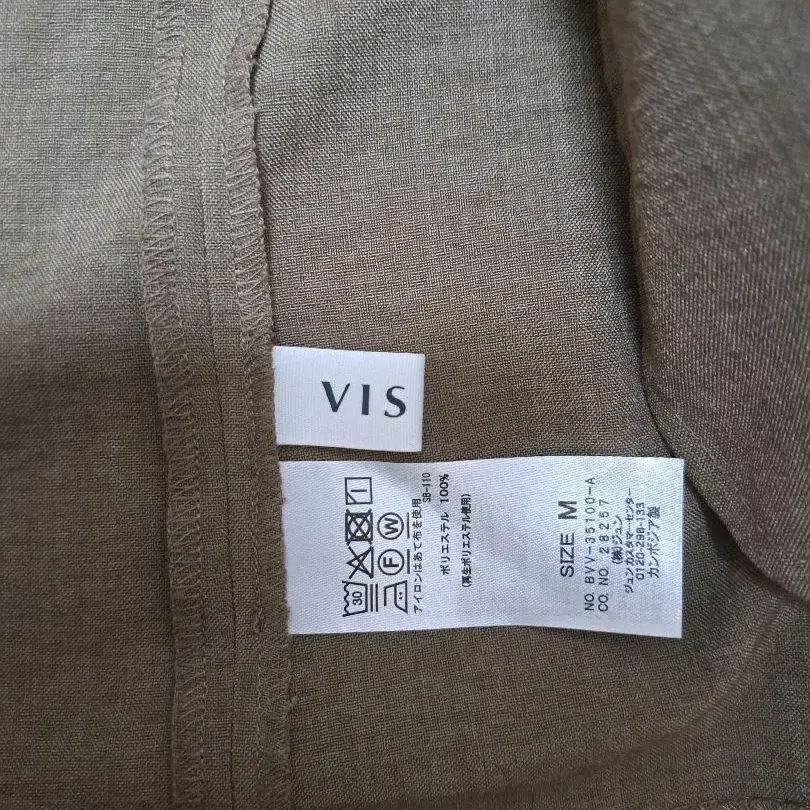 VIS
30
F W
アイロンはあて布を使用
SB-110
ポリエステル 100%
(再生ポリエステル使用)
SIZE M
NO. BVV-35100-A
CO. NO. 28257
(株)ジュン
ジュンカスタマーセンター
0120-298-133
カンボジア製